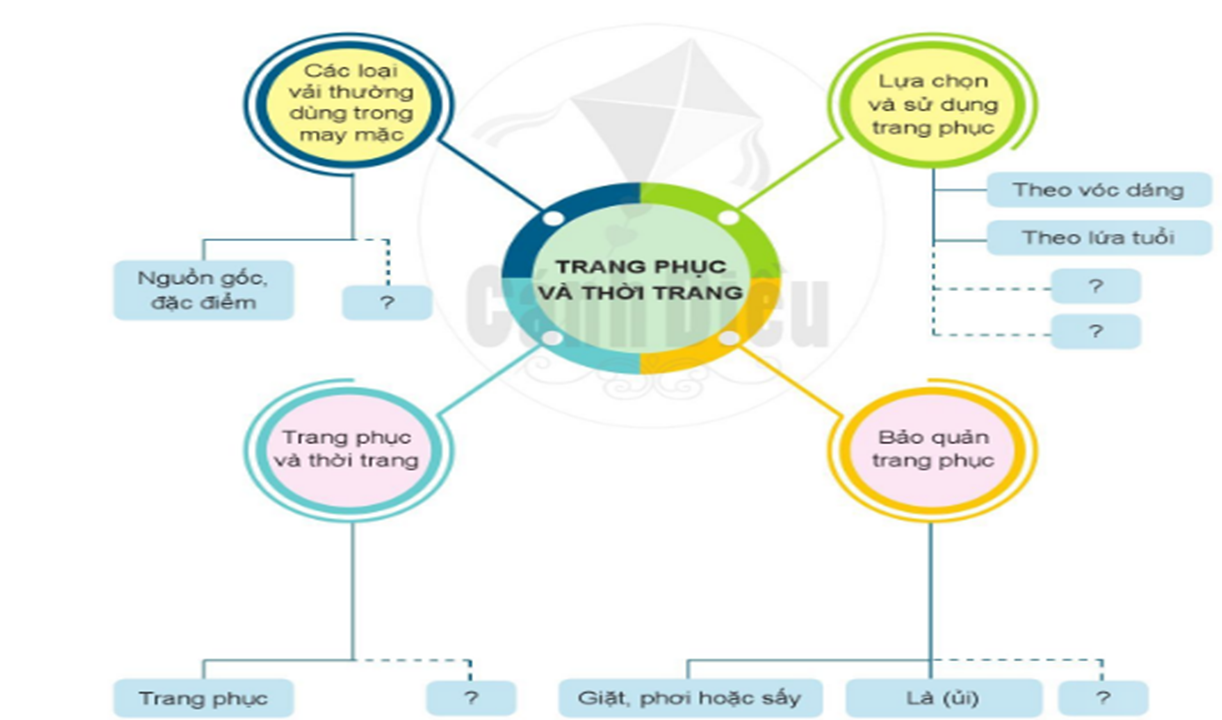 Các loại
vải thường
dùng trong
may mặc
Nguồn gốc,
đặc điểm
?
Lựa chọn
và sử dụng
trang phục
Theo vóc dáng
Theo lứa tuổi
?
?
TRANG PHỤC
VÀ THỜI TRANG
Cánh Diều
Trang phục
và thời trang
Trang phục
?
Bảo quản
trang phục
Giặt, phơi hoặc sấy
Là (ủi)
?